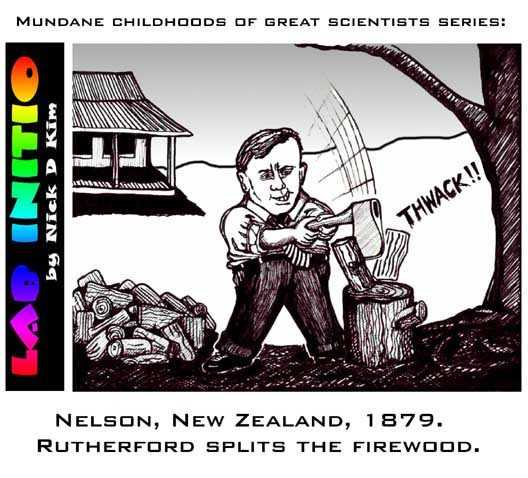 Mundane childhoods of great scientists series:
LAB INITIO
by Nick D Kim
THWACK!!
Nelson, New Zealand, 1879.
Rutherford splits the firewood.